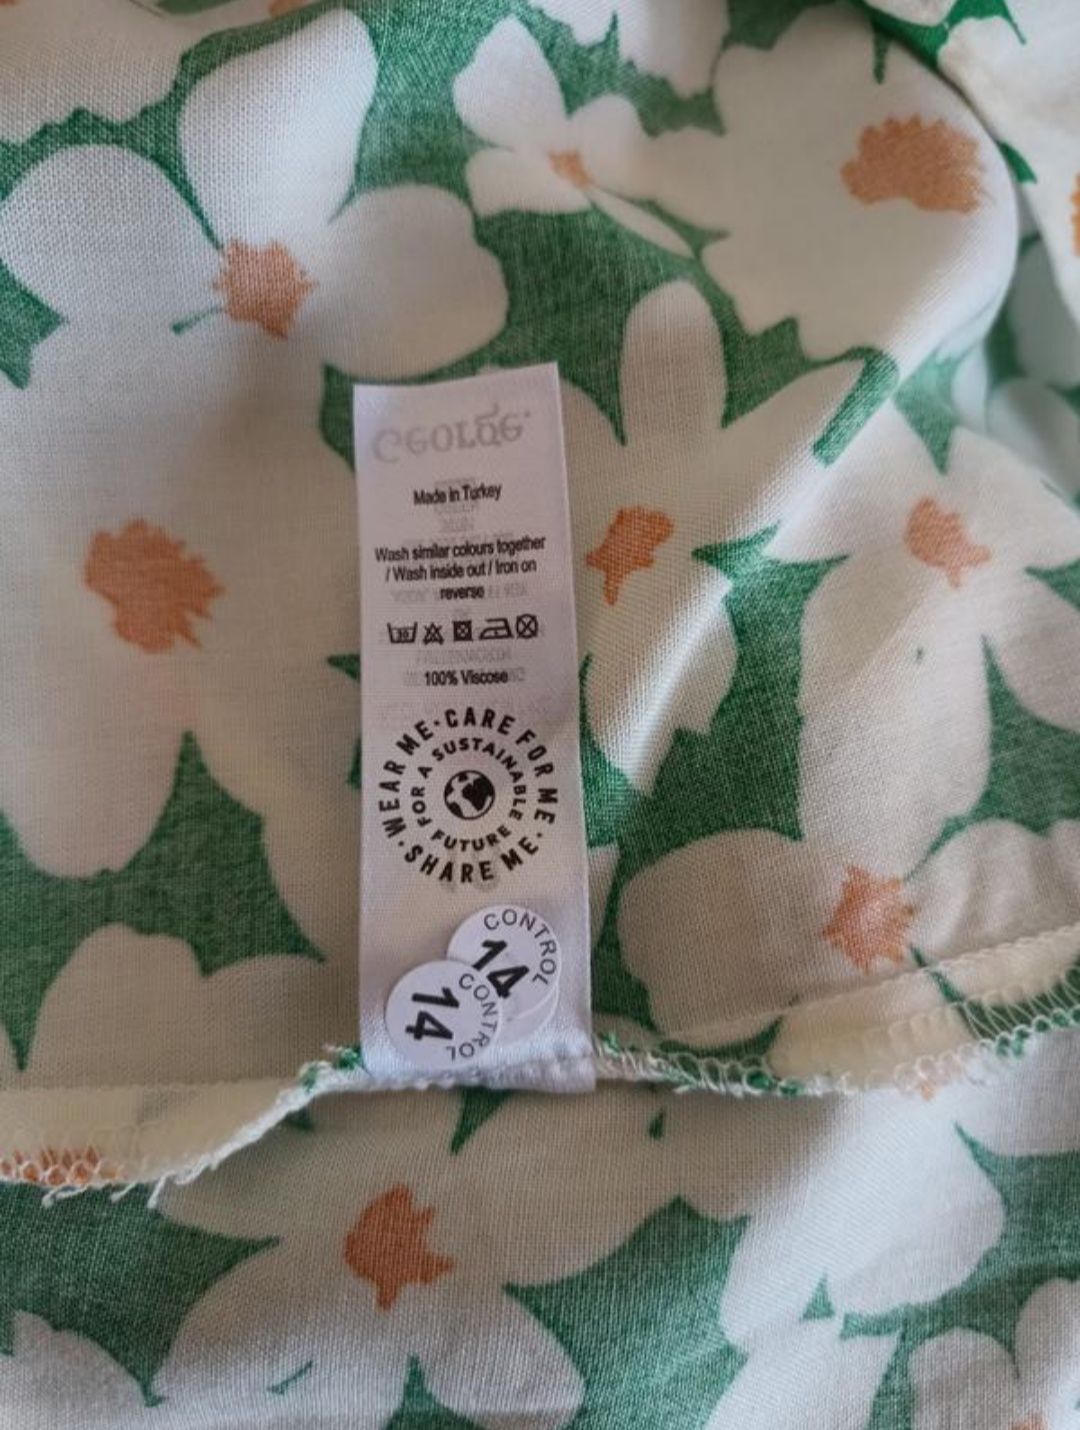 George.
Made in Turkey
Wash similar colours together
/ Wash inside out / Iron on
reverse
100% Viscose
WEAR ME • CARE FOR ME • SHARE ME •
FOR A SUSTAINABLE FUTURE
CONTROL
14
CONTROL
14